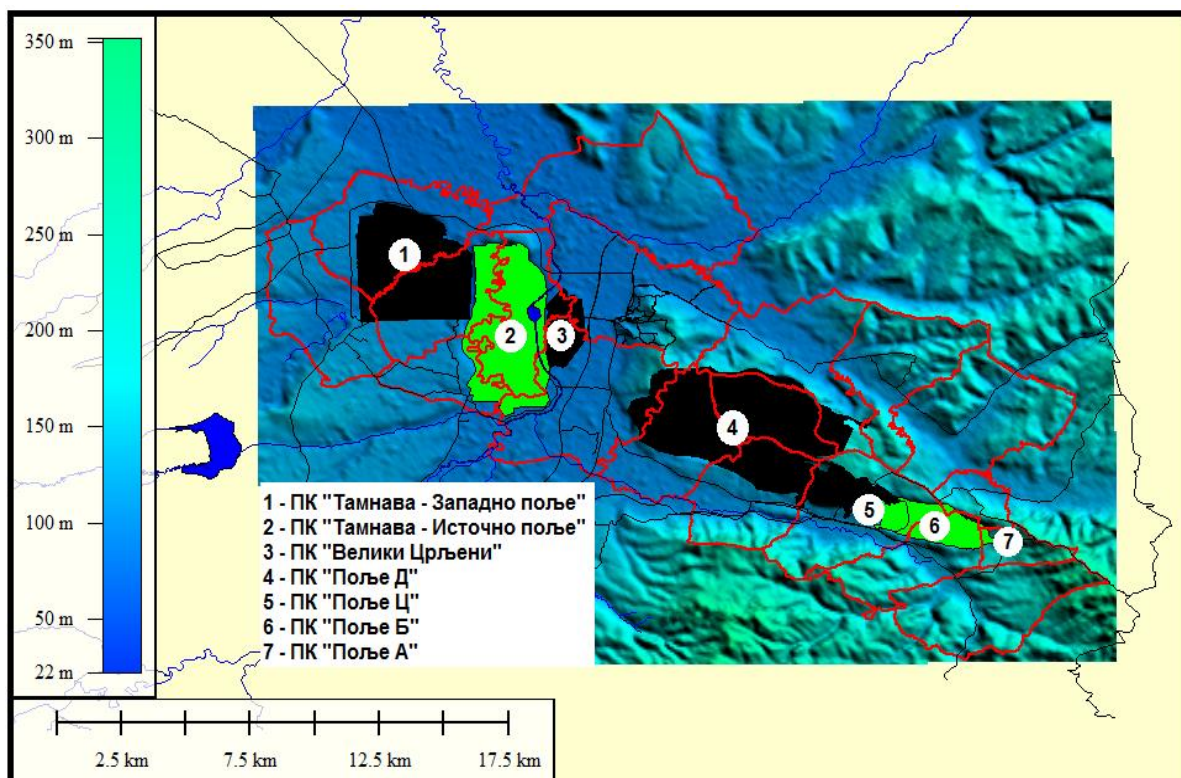 350 m
300 m
250 m
200 m
150 m
100 m
50 m
22 m
1
2
3
4
5
6
7
1 - ПК "Тамнава - Западно поље"
2 - ПК "Тамнава - Источно поље"
3 - ПК "Велики Црљени"
4 - ПК "Поље Д"
5 - ПК "Поље Ц"
6 - ПК "Поље Б"
7 - ПК "Поље А"
2.5 km 7.5 km 12.5 km 17.5 km